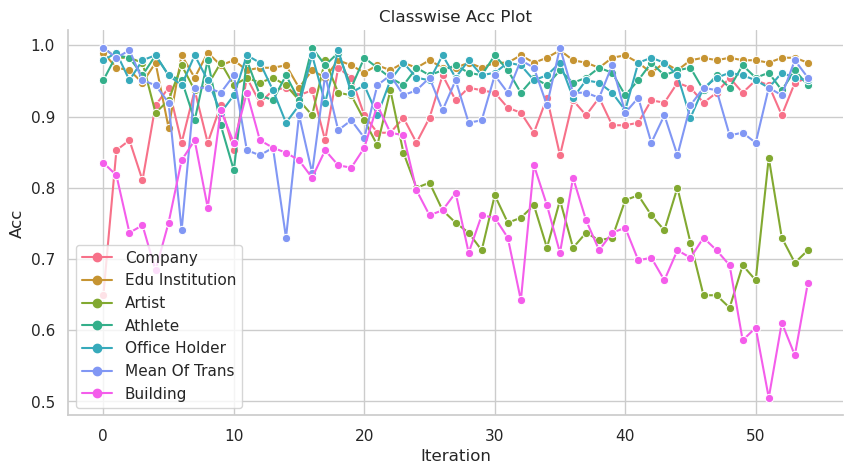 Classwise Acc Plot
1.0
0.9
0.8
0.7
0.6
0.5
Acc
Company
Edu Institution
Artist
Athlete
Office Holder
Mean Of Trans
Building
0
10
20
30
40
50
Iteration